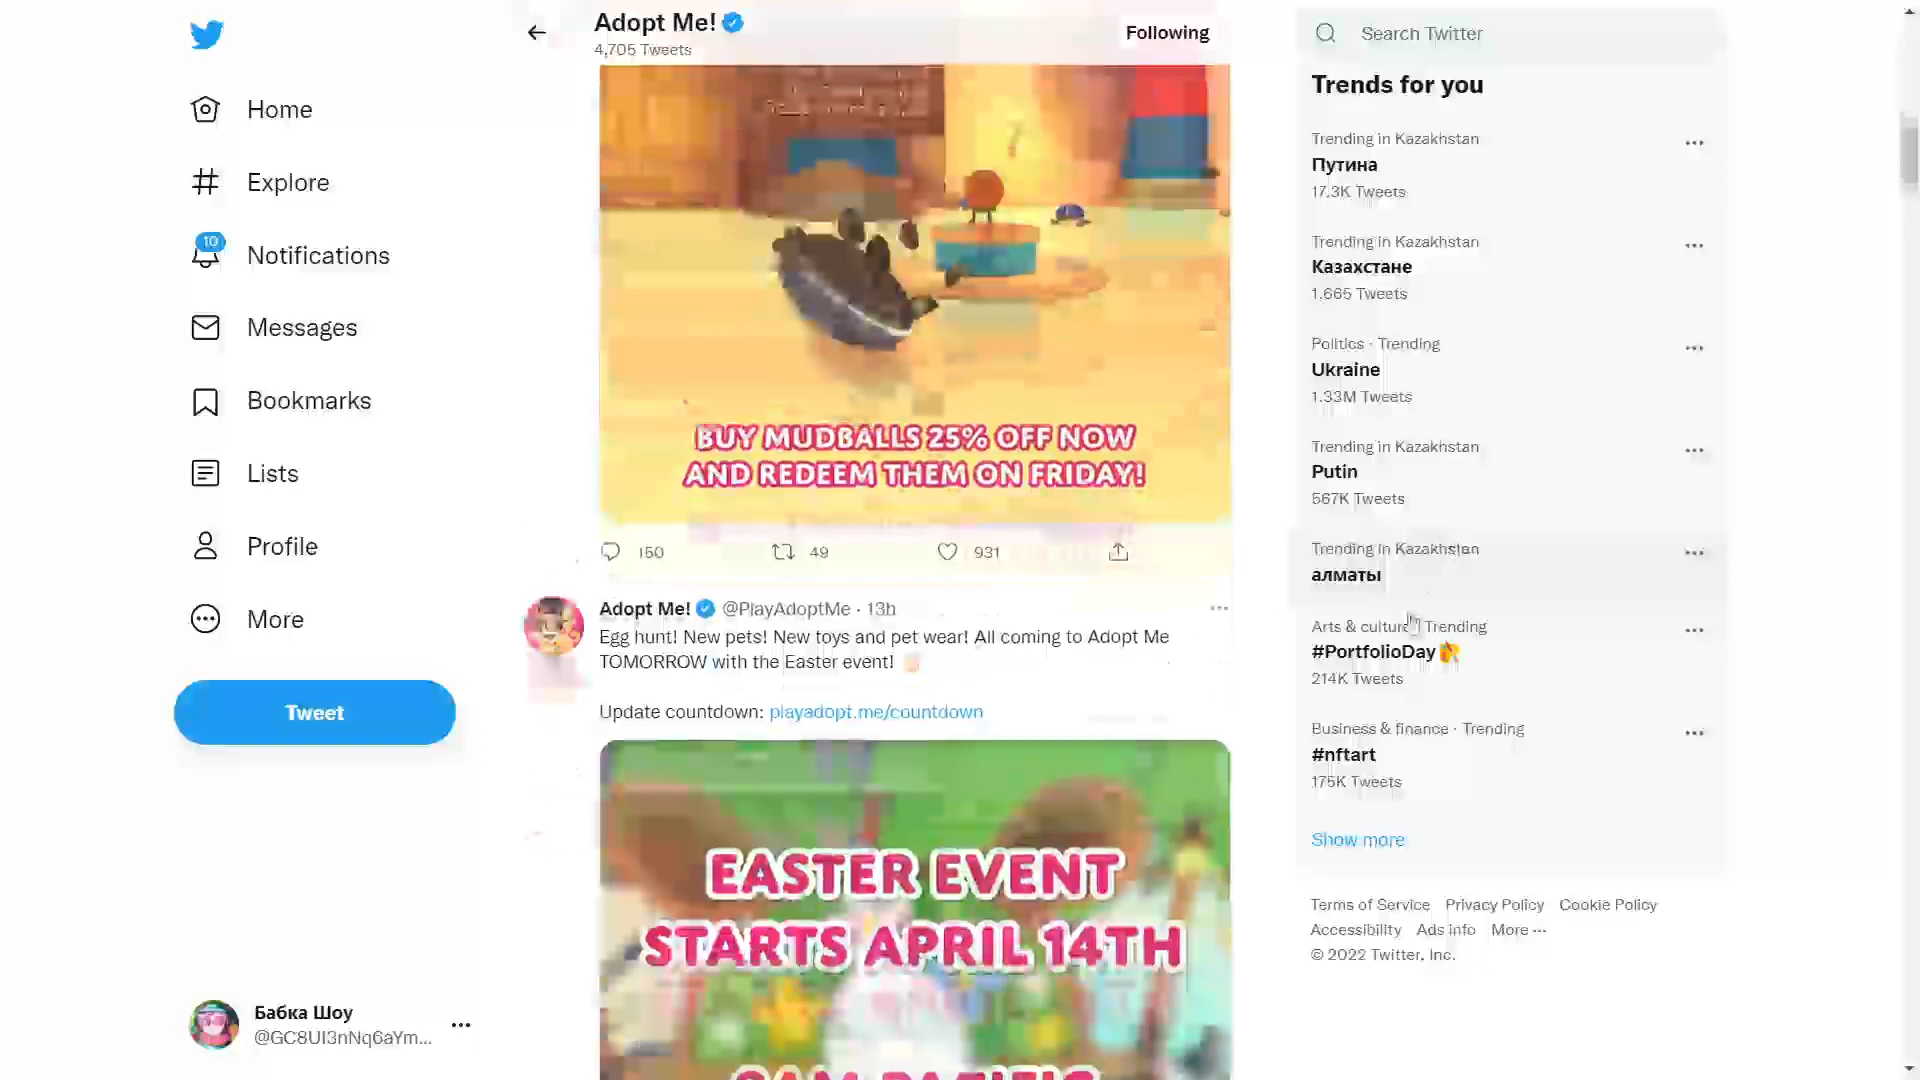 Adopt Me!
4,705 Tweets
Following
Search Twitter
Home
Explore
10
Notifications
Messages
Bookmarks
Lists
Profile
More
Tweet
Бабка Шоу
@GC8UI3nNq6aYm...
BUY MUDBALLS 25% OFF NOW
AND REDEEM THEM ON FRIDAY!
150 49 931
Adopt Me! @PlayAdoptMe · 13h
Egg hunt! New pets! New toys and pet wear! All coming to Adopt Me
TOMORROW with the Easter event!
Update countdown: playadopt.me/countdown
EASTER EVENT
STARTS APRIL 14TH
Trends for you
Trending in Kazakhstan
Путина
17.3K Tweets
Trending in Kazakhstan
Казахстане
1,665 Tweets
Politics · Trending
Ukraine
1.33M Tweets
Trending in Kazakhstan
Putin
567K Tweets
Trending in Kazakhstan
алматы
Arts & culture · Trending
#PortfolioDay
214K Tweets
Business & finance · Trending
#nftart
175K Tweets
Show more
Terms of Service Privacy Policy Cookie Policy
Accessibility Ads info More ···
© 2022 Twitter, Inc.